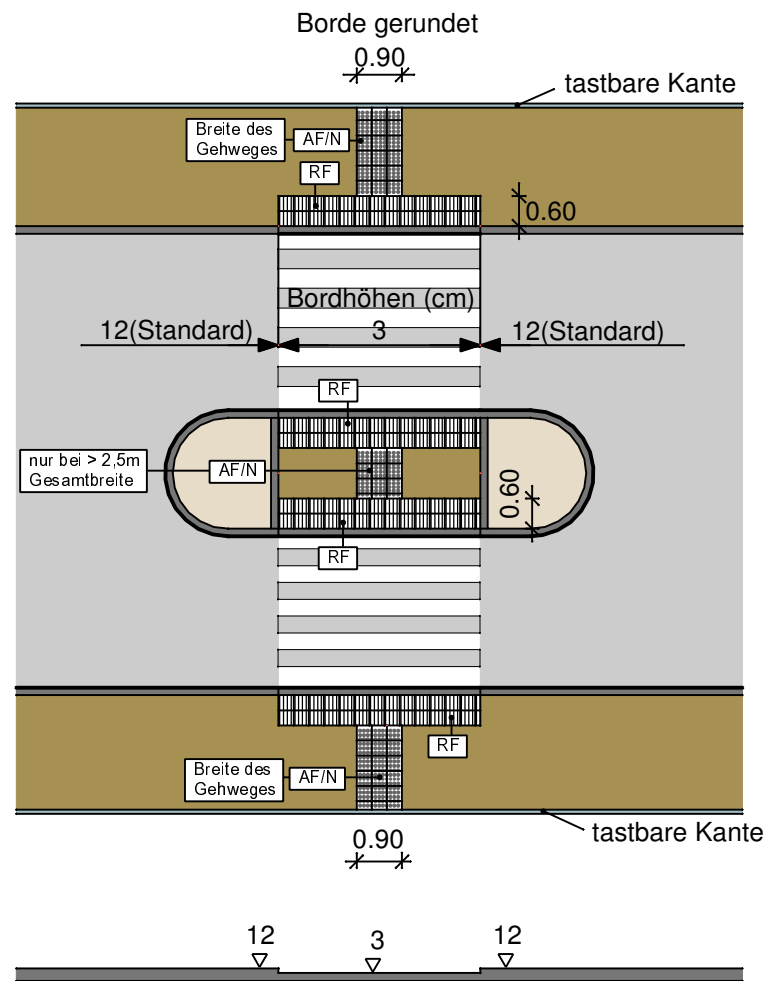 Borde gerundet
0.90
tastbare Kante
Breite des
Gehweges
AF/N
RF
0.60
Bordhöhen (cm)
12(Standard)
3
12(Standard)
RF
nur bei > 2,5m
Gesamtbreite
AF/N
0.60
RF
RF
Breite des
Gehweges
AF/N
tastbare Kante
0.90
12
3
12